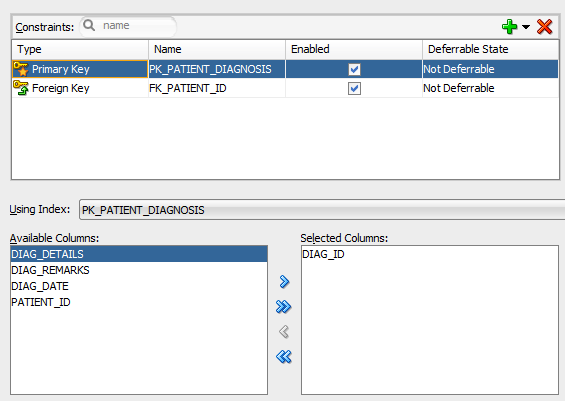 Constraints: name
Type Name Enabled Deferrable State
Primary Key PK_PATIENT_DIAGNOSIS Not Deferrable
Foreign Key FK_PATIENT_ID Not Deferrable
Using Index: PK_PATIENT_DIAGNOSIS
Available Columns: Selected Columns:
DIAG_DETAILS DIAG_ID
DIAG_REMARKS
DIAG_DATE
PATIENT_ID